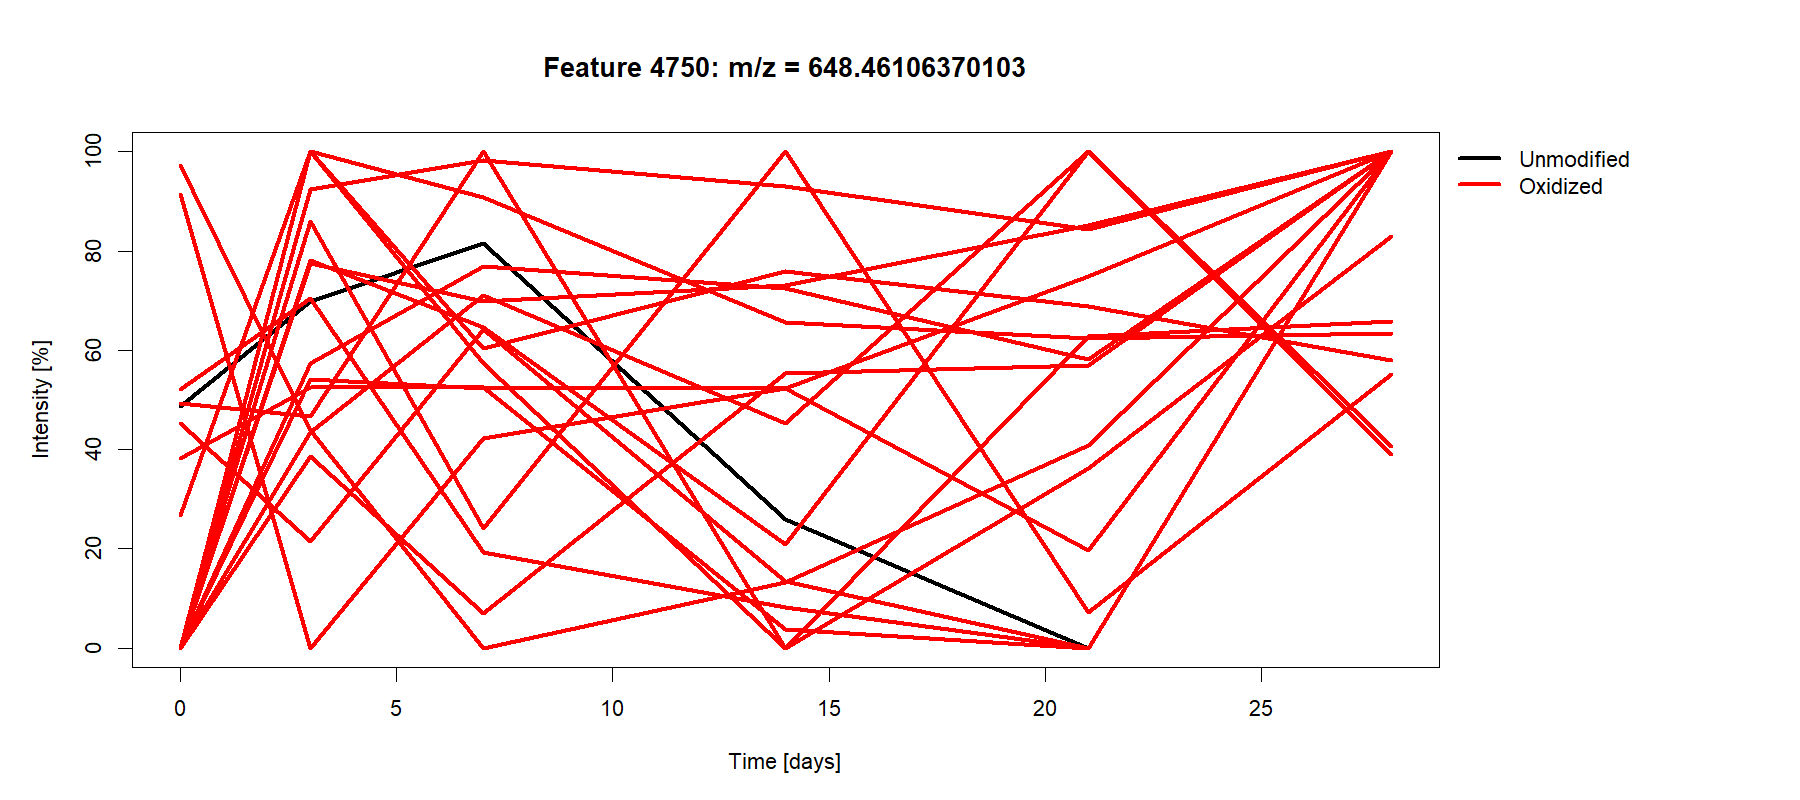 Feature 4750: m/z = 648.46106370103
Unmodified
Oxidized
Intensity [%]
100
80
60
40
20
0
0 5 10 15 20 25
Time [days]